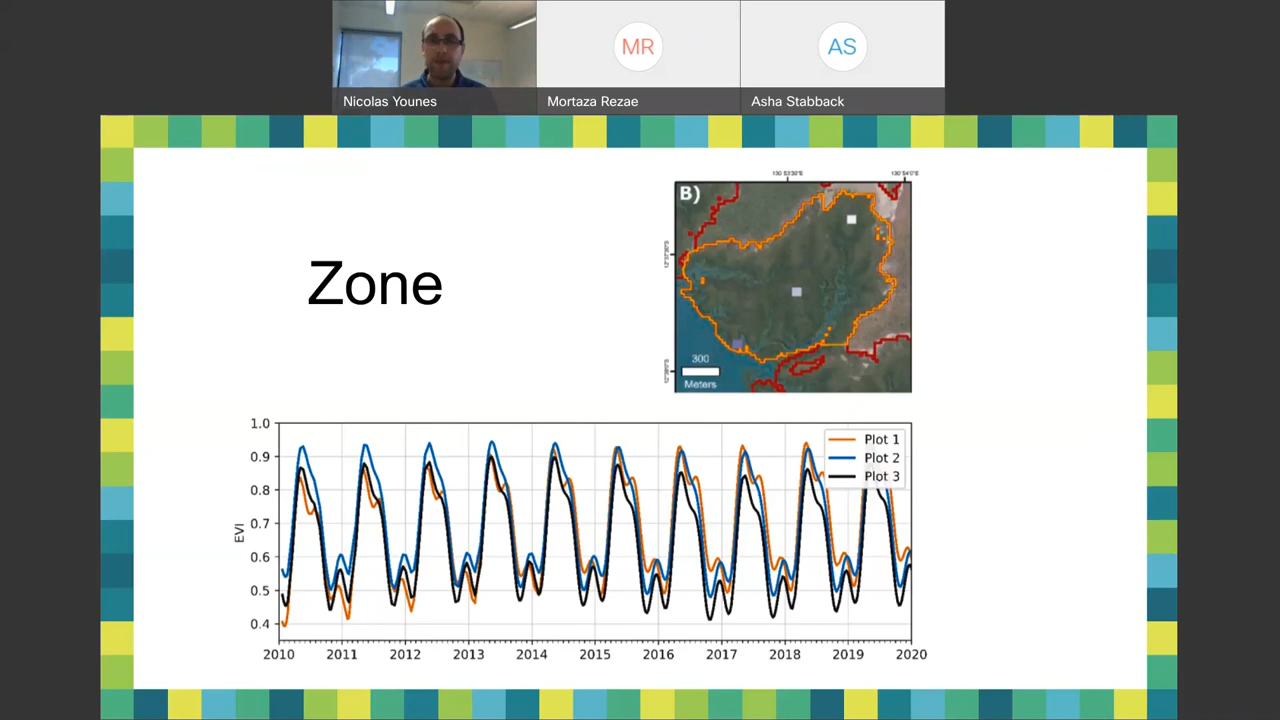 MR
AS
Nicolas Younes
Mortaza Rezae
Asha Stabback
B)
300
Meters
Zone
1.0
0.9
0.8
0.7
0.6
0.5
0.4
EVI
Plot 1
Plot 2
Plot 3
2010 2011 2012 2013 2014 2015 2016 2017 2018 2019 2020